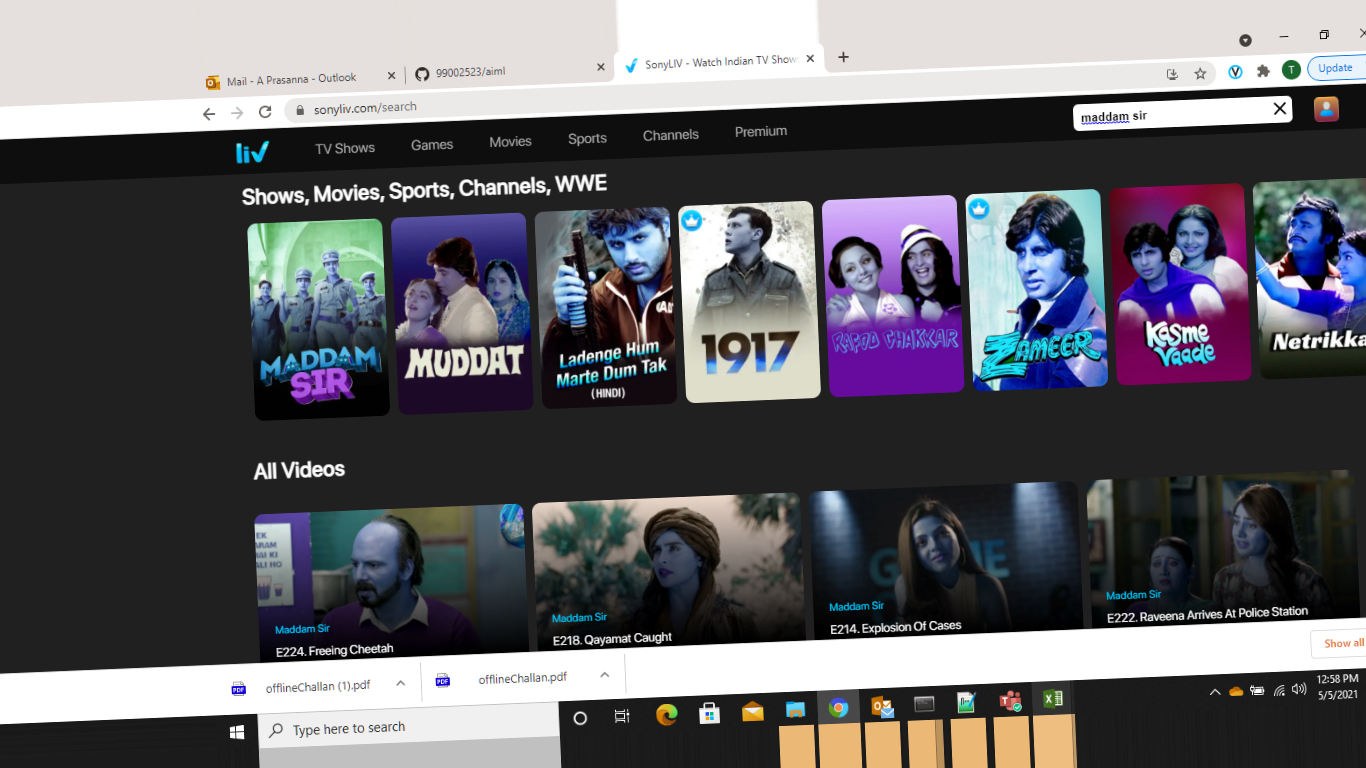 Mail - A Prasanna - Outlook
99002523/aiml
SonyLIV - Watch Indian TV Show
sonyliv.com/search
Update
liv
TV Shows
Games
Movies
Sports
Channels
Premium
maddam sir
Shows, Movies, Sports, Channels, WWE
MADDAM
SIR
MUDDAT
Ladenge Hum
Marte Dum Tak
(HINDI)
1917
RAFOO CHAKKAR
ZAMEER
Kasme
Vaade
Netrikka
All Videos
Maddam Sir
E224. Freeing Cheetah
Maddam Sir
E218. Qayamat Caught
Maddam Sir
E214. Explosion Of Cases
Maddam Sir
E222. Raveena Arrives At Police Station
offlineChallan (1).pdf
offlineChallan.pdf
Show all
Type here to search
12:58 PM
5/5/2021